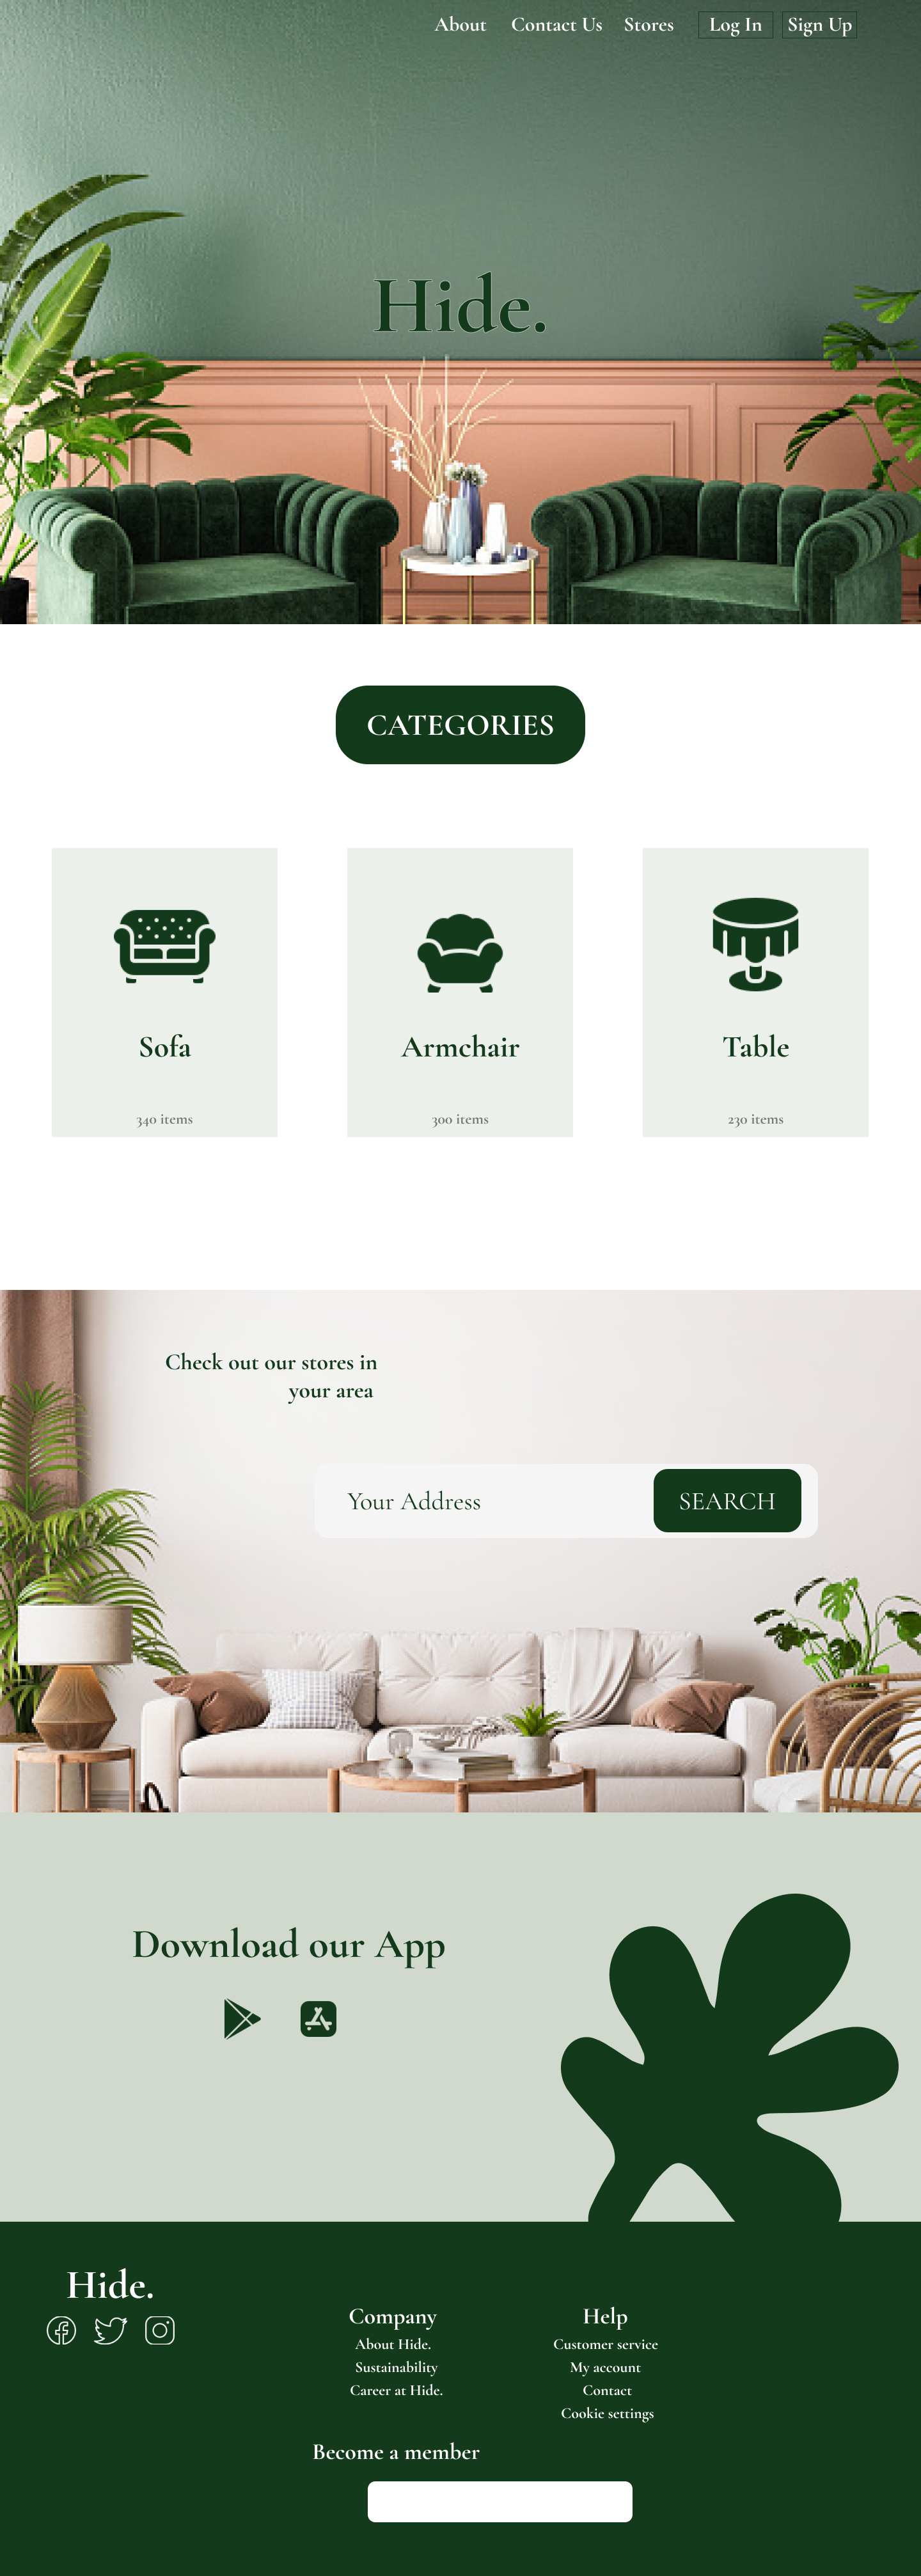 About Contact Us Stores Log In Sign Up
Hide.
CATEGORIES
Sofa
340 items
Armchair
300 items
Table
230 items
Check out our stores in
your area
Your Address SEARCH
Download our App
Hide.
Company
About Hide.
Sustainability
Career at Hide.
Help
Customer service
My account
Contact
Cookie settings
Become a member